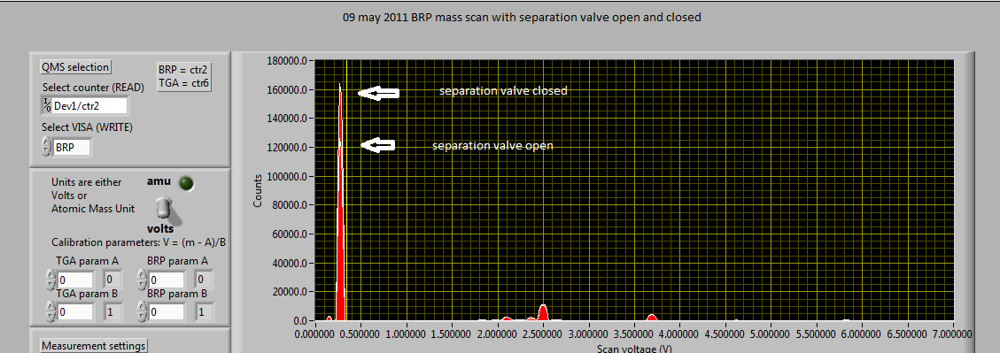 09 may 2011 BRP mass scan with separation valve open and closed
QMS selection
BRP = ctr2
TGA = ctr6
Select counter (READ)
I/O Dev1/ctr2
Select VISA (WRITE)
BRP
Units are either
Volts or
Atomic Mass Unit
amu
volts
Calibration parameters: V = (m - A)/B
TGA param A BRP param A
0 0 0 0
TGA param B BRP param B
0 1 0 1
Measurement settings
180000.0
160000.0
140000.0
120000.0
100000.0
80000.0
60000.0
40000.0
20000.0
0.0
Counts
separation valve closed
separation valve open
0.000000 0.500000 1.000000 1.500000 2.000000 2.500000 3.000000 3.500000 4.000000 4.500000 5.000000 5.500000 6.000000 6.500000 7.000000
Scan voltage (V)